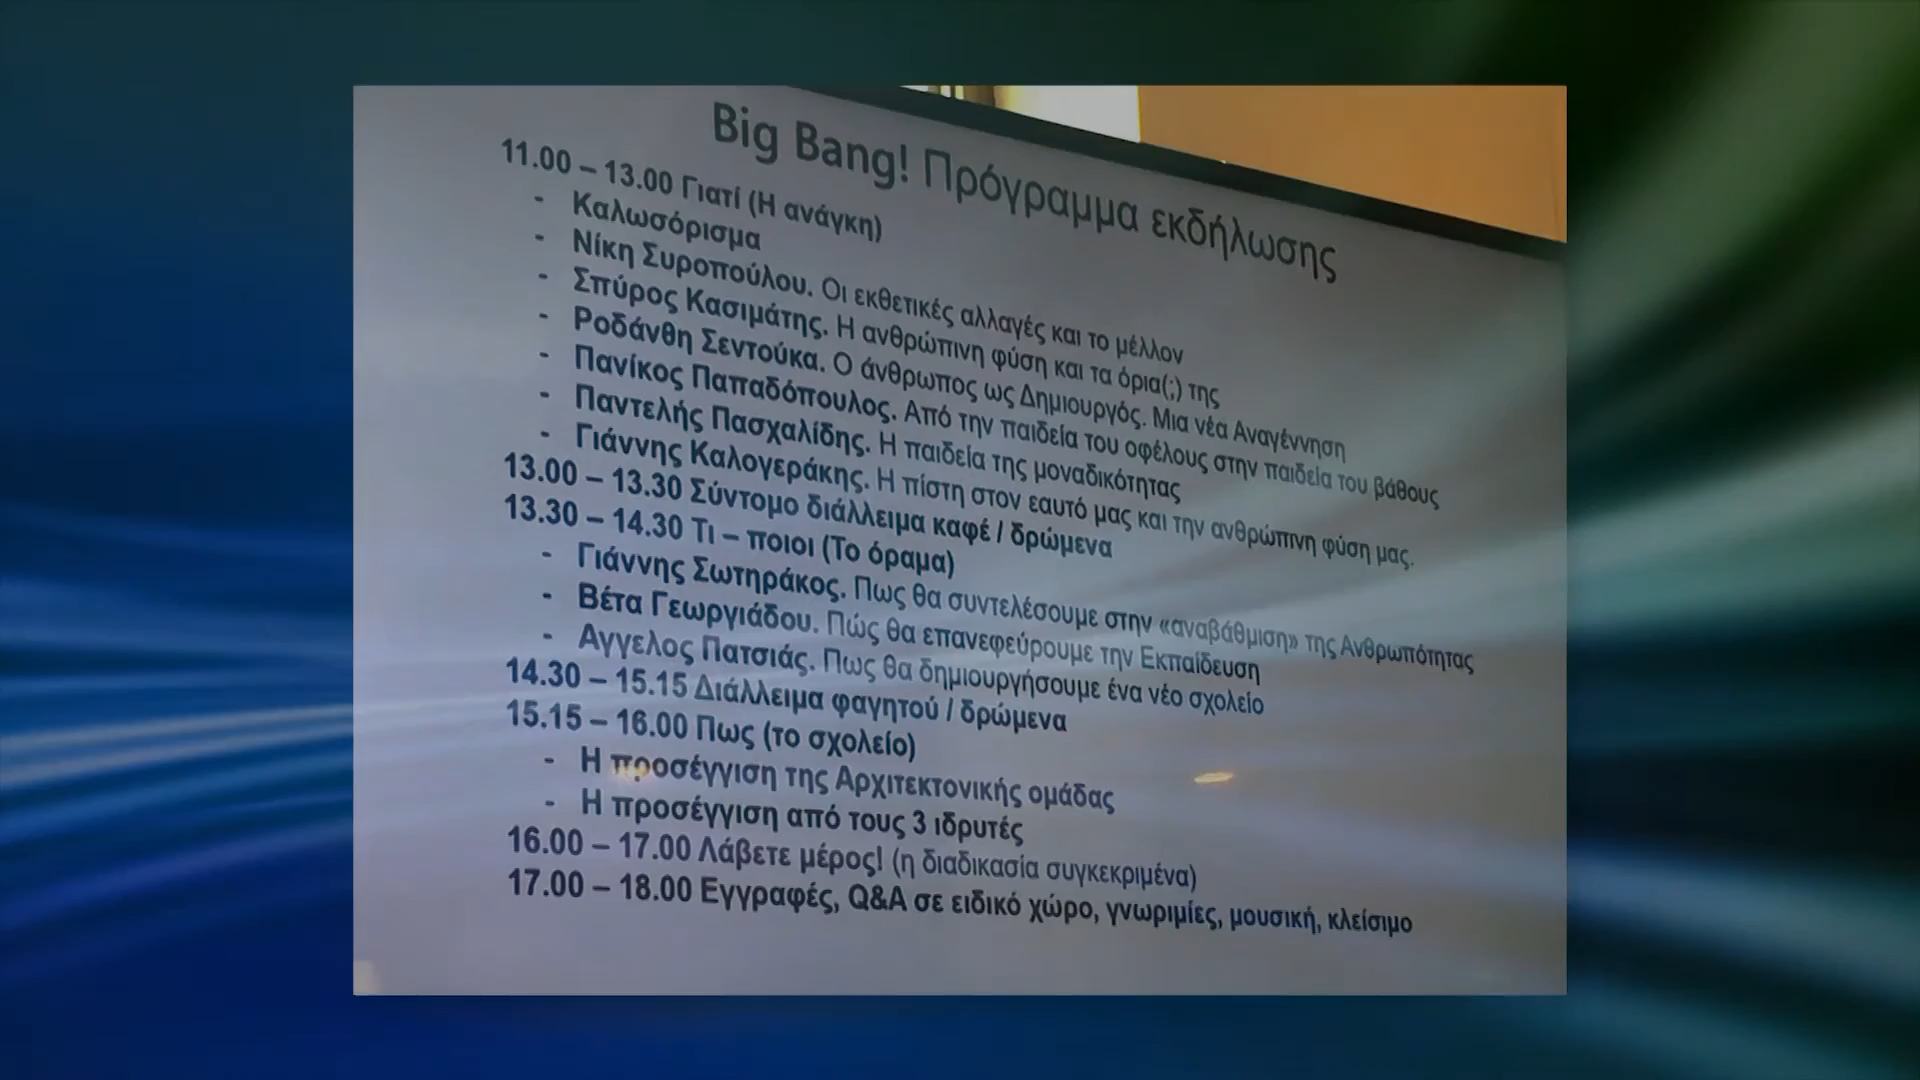 Big Bang! Πρόγραμμα εκδήλωσης
11.00 – 13.00 Γιατί (Η ανάγκη)
- Καλωσόρισμα
- Νίκη Συροπούλου. Οι εκθετικές αλλαγές και το μέλλον
- Σπύρος Κασιμάτης. Η ανθρώπινη φύση και τα όρια(;) της
- Ροδάνθη Σεντούκα. Ο άνθρωπος ως Δημιουργός. Μια νέα Αναγέννηση
- Πανίκος Παπαδόπουλος. Από την παιδεία του οφέλους στην παιδεία του βάθους
- Παντελής Πασχαλίδης. Η παιδεία της μοναδικότητας
- Γιάννης Καλογεράκης. Η πίστη στον εαυτό μας και την ανθρώπινη φύση μας.
13.00 – 13.30 Σύντομο διάλλειμα καφέ / δρώμενα
13.30 – 14.30 Τι – ποιοι (Το όραμα)
- Γιάννης Σωτηράκος. Πως θα συντελέσουμε στην «αναβάθμιση» της Ανθρωπότητας
- Βέτα Γεωργιάδου. Πώς θα επανεφεύρουμε την Εκπαίδευση
- Αγγελος Πατσιάς. Πως θα δημιουργήσουμε ένα νέο σχολείο
14.30 – 15.15 Διάλλειμα φαγητού / δρώμενα
15.15 – 16.00 Πως (το σχολείο)
- Η προσέγγιση της Αρχιτεκτονικής ομάδας
- Η προσέγγιση από τους 3 ιδρυτές
16.00 – 17.00 Λάβετε μέρος! (η διαδικασία συγκεκριμένα)
17.00 – 18.00 Εγγραφές, Q&A σε ειδικό χώρο, γνωριμίες, μουσική, κλείσιμο